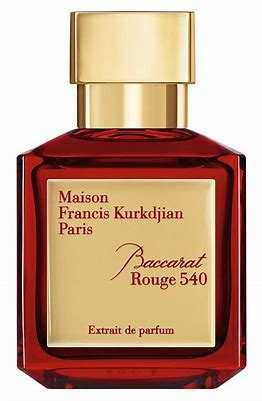 Maison
Francis Kurkdjian
Paris
Baccarat
Rouge 540
Extrait de parfum